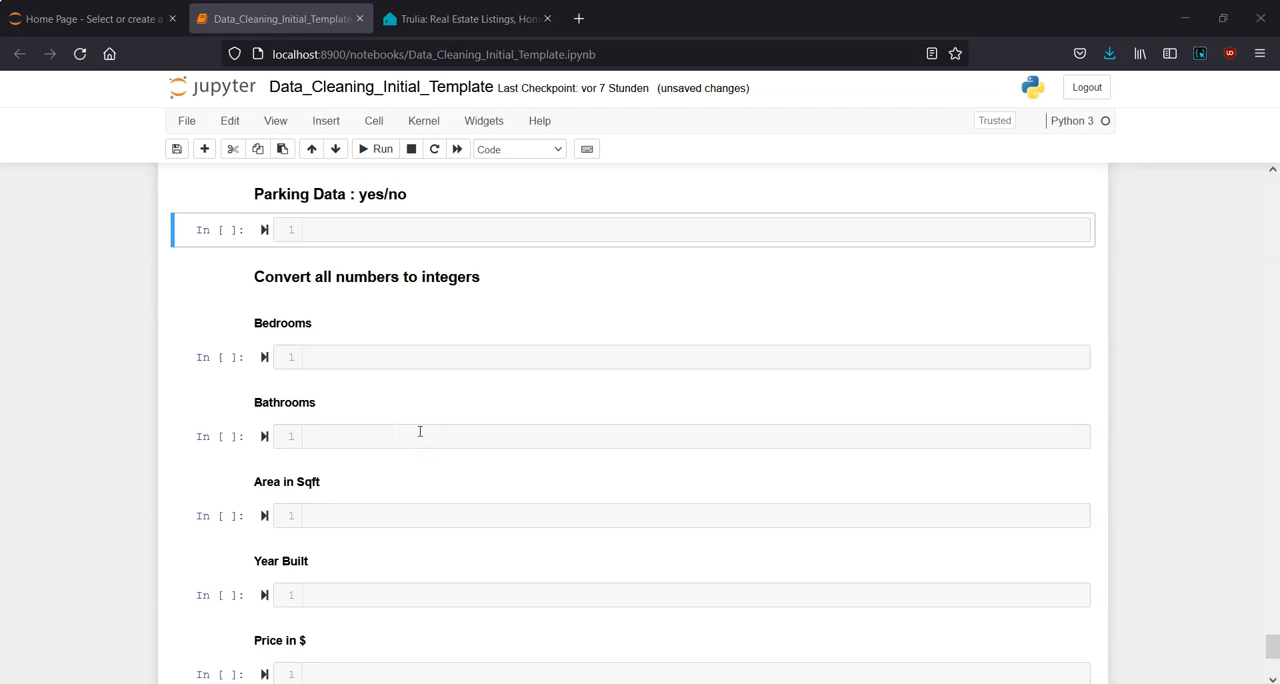 Home Page - Select or create a
Data_Cleaning_Initial_Template
Trulia: Real Estate Listings, Hom
localhost:8900/notebooks/Data_Cleaning_Initial_Template.ipynb
jupyter Data_Cleaning_Initial_Template Last Checkpoint: vor 7 Stunden (unsaved changes)
Logout
File Edit View Insert Cell Kernel Widgets Help
Trusted Python 3
Run Code
Parking Data : yes/no
In [ ]: 1
Convert all numbers to integers
Bedrooms
In [ ]: 1
Bathrooms
In [ ]: 1
Area in Sqft
In [ ]: 1
Year Built
In [ ]: 1
Price in $
In [ ]: 1